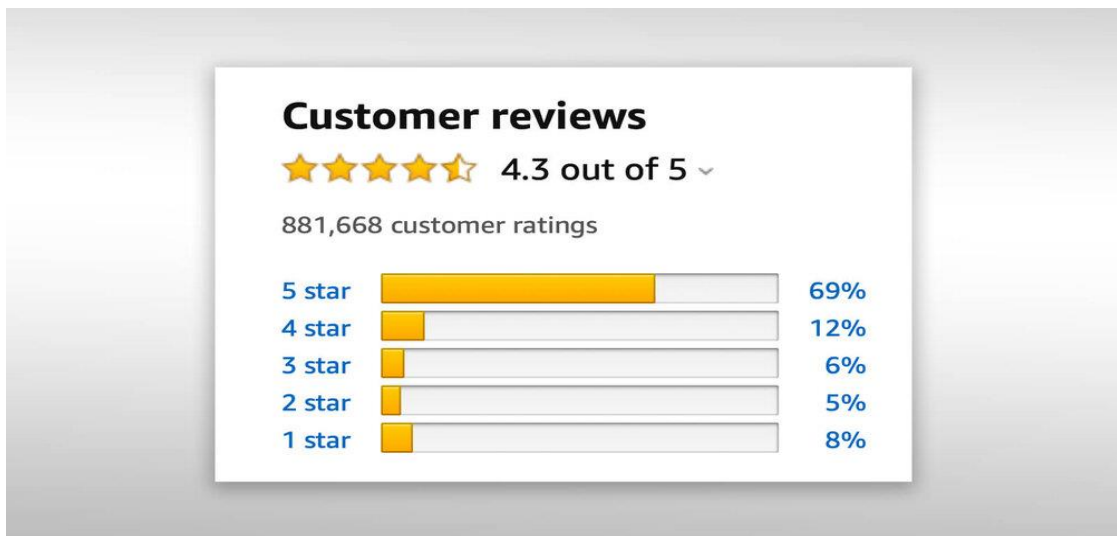 Customer reviews
4.3 out of 5
881,668 customer ratings
5 star 69%
4 star 12%
3 star 6%
2 star 5%
1 star 8%